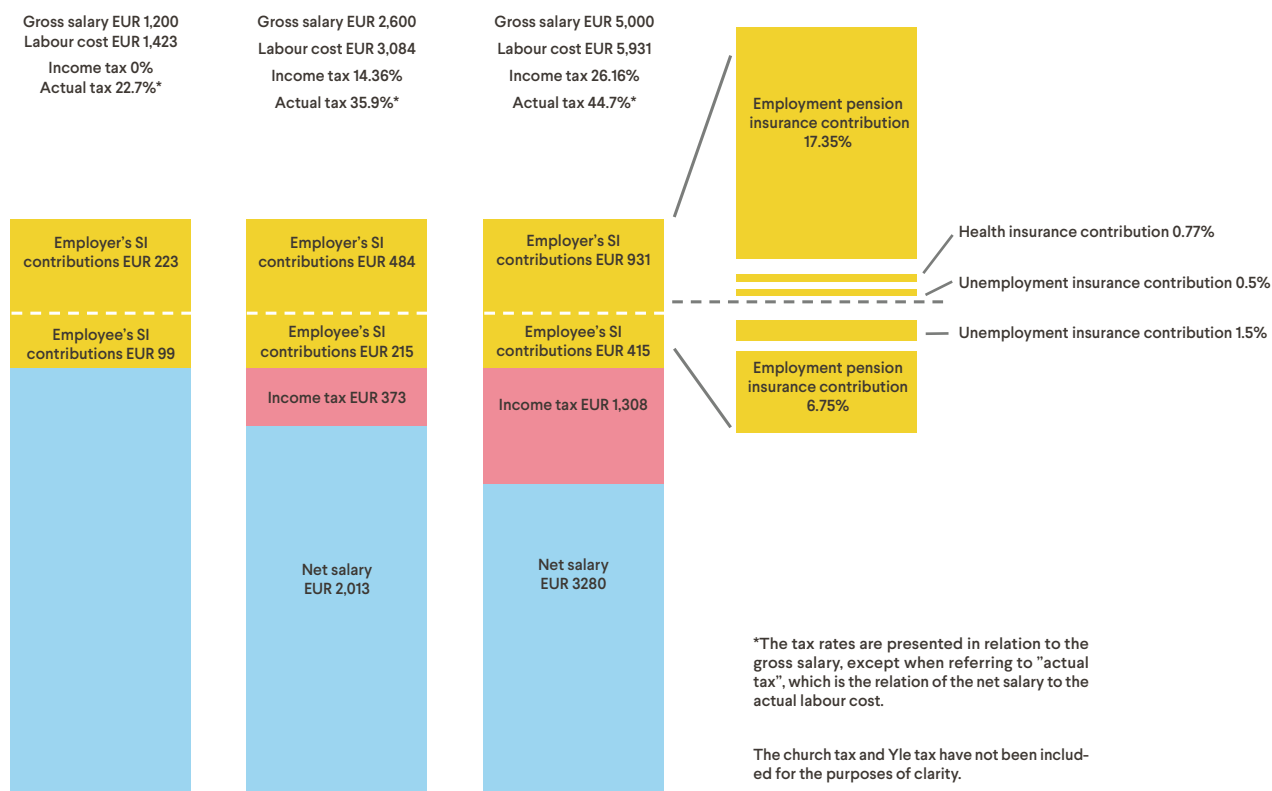 Gross salary EUR 1,200
Labour cost EUR 1,423
Income tax 0%
Actual tax 22.7%*
Gross salary EUR 2,600
Labour cost EUR 3,084
Income tax 14.36%
Actual tax 35.9%*
Gross salary EUR 5,000
Labour cost EUR 5,931
Income tax 26.16%
Actual tax 44.7%*
Employer's SI
contributions EUR 223
Employee's SI
contributions EUR 99
Employer's SI
contributions EUR 484
Employee's SI
contributions EUR 215
Income tax EUR 373
Net salary
EUR 2,013
Employer's SI
contributions EUR 931
Employee's SI
contributions EUR 415
Income tax EUR 1,308
Net salary
EUR 3280
Employment pension
insurance contribution
17.35%
Health insurance contribution 0.77%
Unemployment insurance contribution 0.5%
Unemployment insurance contribution 1.5%
Employment pension
insurance contribution
6.75%
*The tax rates are presented in relation to the
gross salary, except when referring to ”actual
tax”, which is the relation of the net salary to the
actual labour cost.
The church tax and Yle tax have not been includ-
ed for the purposes of clarity.